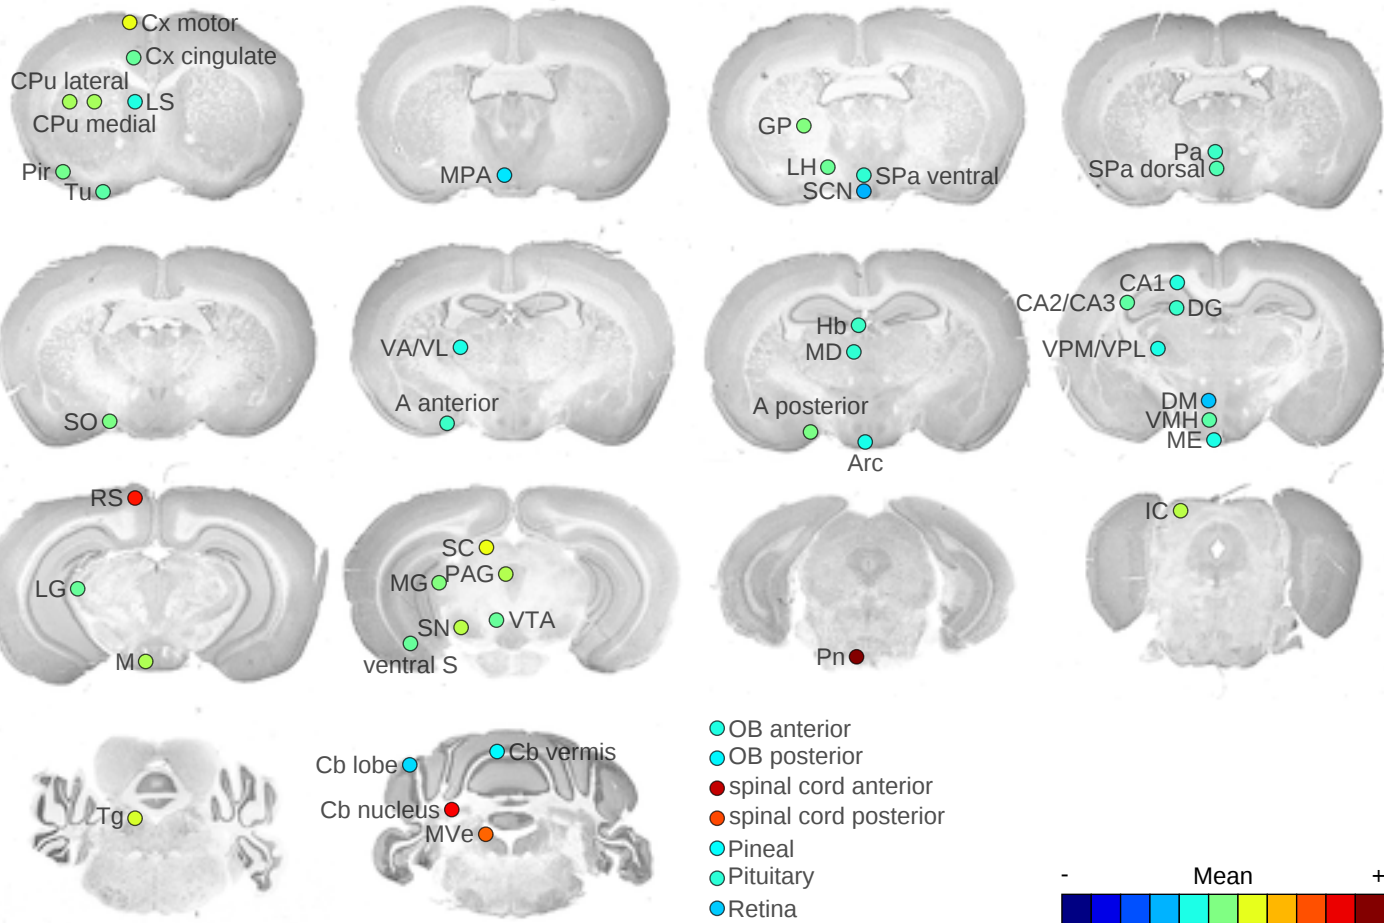 Cx motor
Cx cingulate
CPu lateral
LS
CPu medial
Pir
Tu
MPA
GP
LH
SPa ventral
SCN
Pa
SPa dorsal
SO
VA/VL
A anterior
Hb
MD
A posterior
Arc
CA1
CA2/CA3
DG
VPM/VPL
DM
VMH
ME
RS
LG
M
SC
MG PAG
SN VTA
ventral S
Pn
IC
Tg
Cb lobe Cb vermis
Cb nucleus
MVe
OB anterior
OB posterior
spinal cord anterior
spinal cord posterior
Pineal
Pituitary
Retina
- Mean +